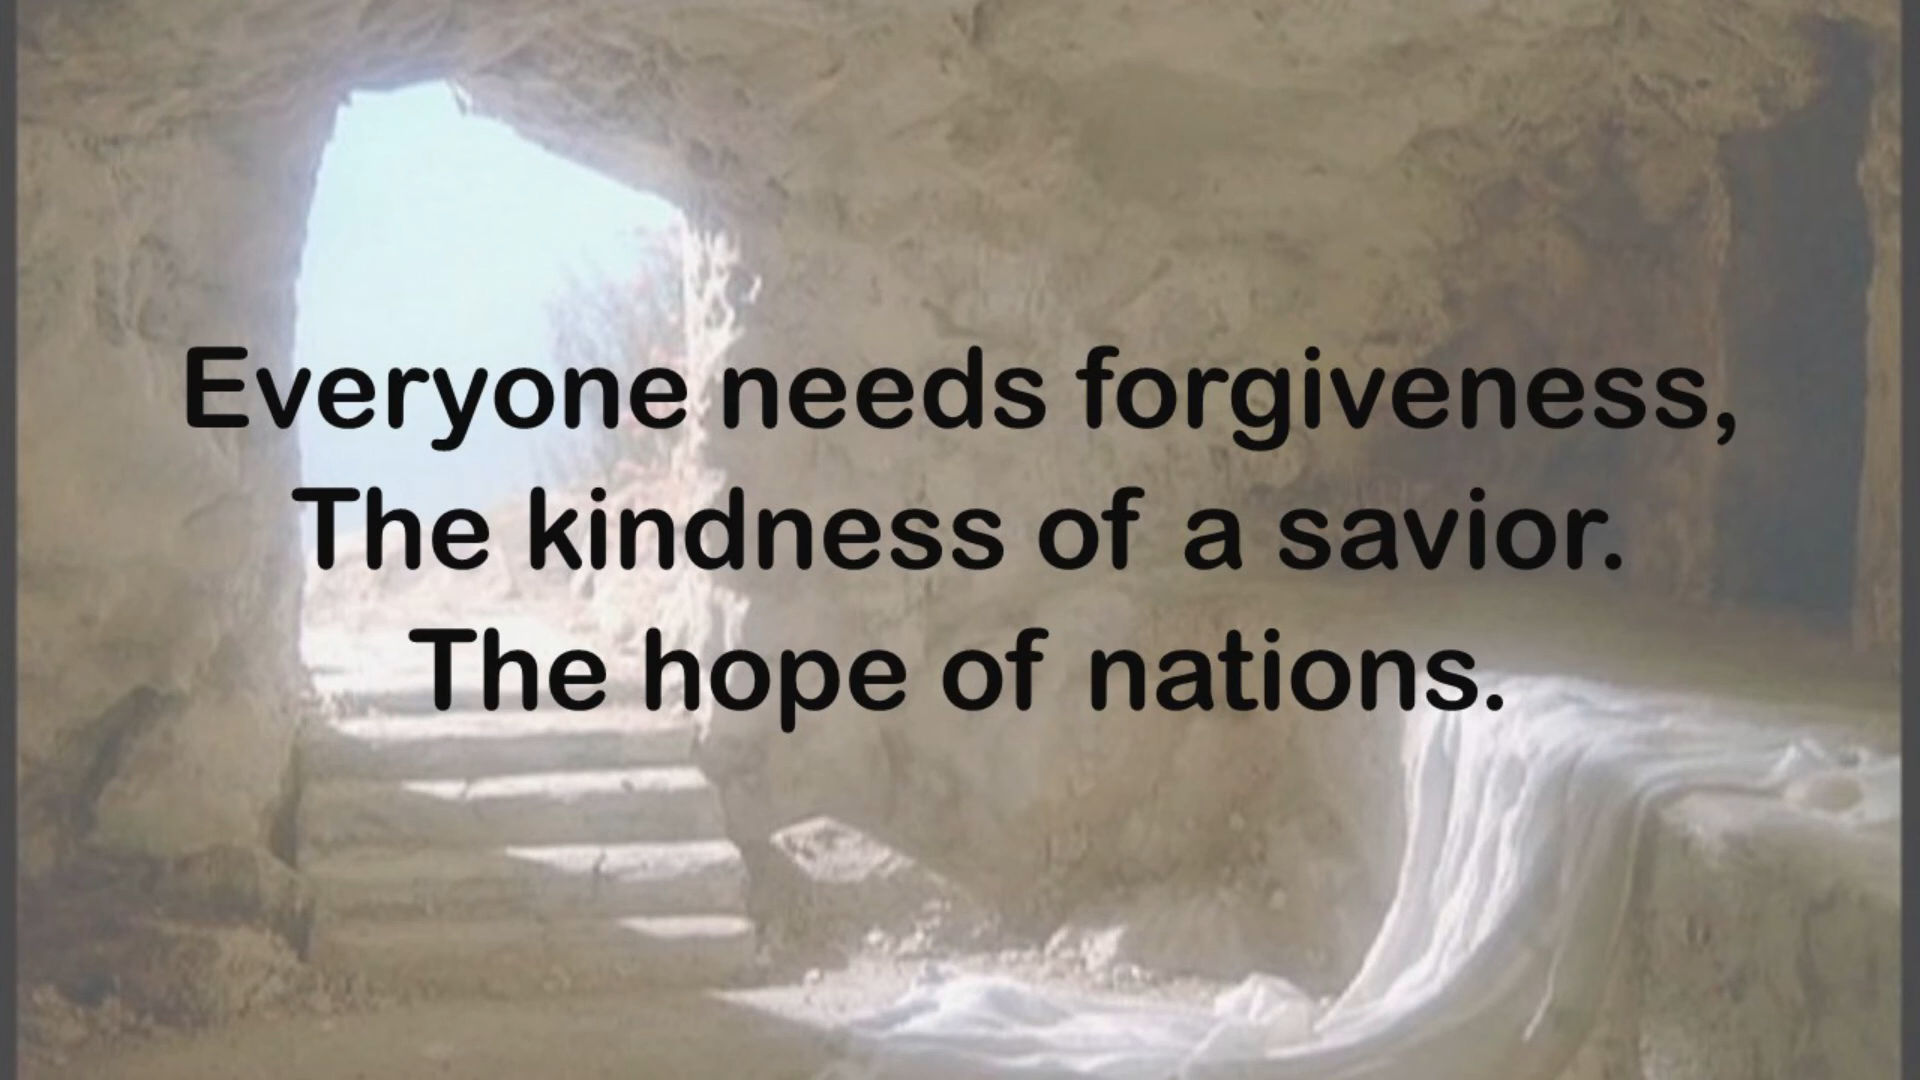 Everyone needs forgiveness,
The kindness of a savior.
The hope of nations.